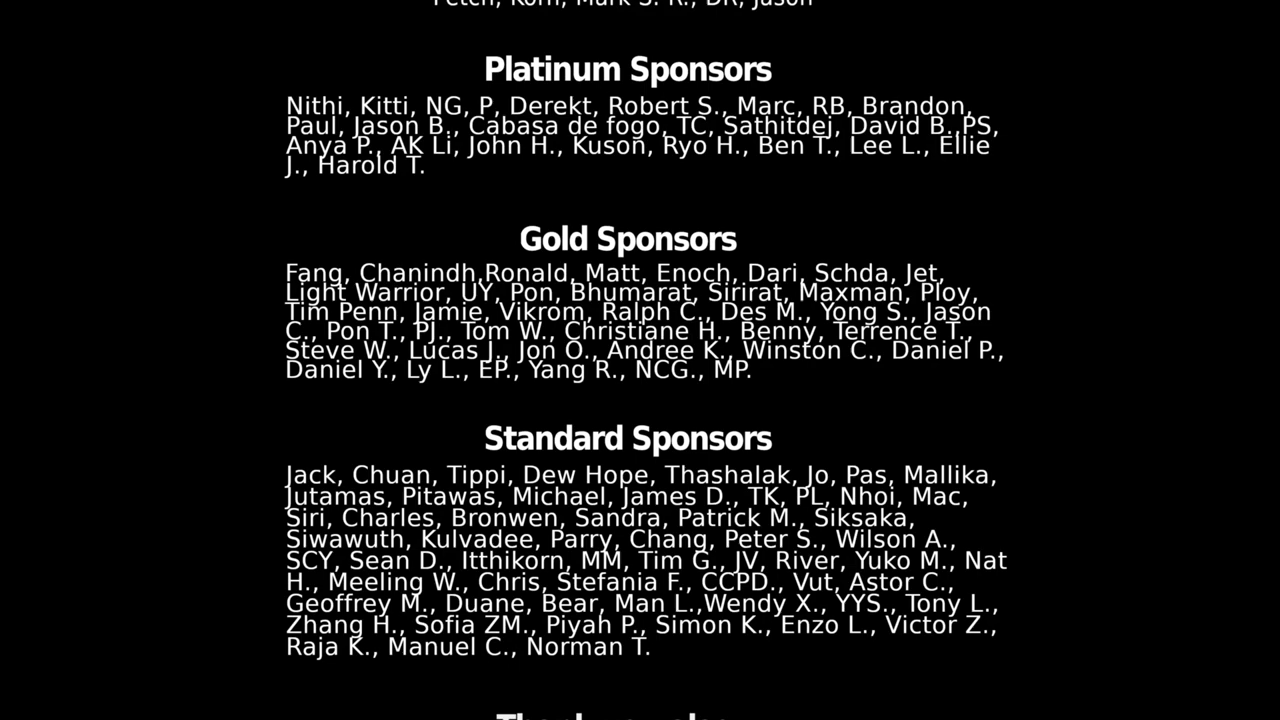 Petch, Korn, Mark S. R., DR, Jason
Platinum Sponsors
Nithi, Kitti, NG, P, Derekt, Robert S., Marc, RB, Brandon,
Paul, Jason B., Cabasa de fogo, TC, Sathitdej, David B.,PS,
Anya P., AK Li, John H., Kuson, Ryo H., Ben T., Lee L., Ellie
J., Harold T.
Gold Sponsors
Fang, Chanindh,Ronald, Matt, Enoch, Dari, Schda, Jet,
Light Warrior, UY, Pon, Bhumarat, Sirirat, Maxman, Ploy,
Tim Penn, Jamie, Vikrom, Ralph C., Des M., Yong S., Jason
C., Pon T., PJ., Tom W., Christiane H., Benny, Terrence T.,
Steve W., Lucas J., Jon O., Andree K., Winston C., Daniel P.,
Daniel Y., Ly L., EP., Yang R., NCG., MP.
Standard Sponsors
Jack, Chuan, Tippi, Dew Hope, Thashalak, Jo, Pas, Mallika,
Jutamas, Pitawas, Michael, James D., TK, PL, Nhoi, Mac,
Siri, Charles, Bronwen, Sandra, Patrick M., Siksaka,
Siwawuth, Kulvadee, Parry, Chang, Peter S., Wilson A.,
SCY, Sean D., Itthikorn, MM, Tim G., JV, River, Yuko M., Nat
H., Meeling W., Chris, Stefania F., CCPD., Vut, Astor C.,
Geoffrey M., Duane, Bear, Man L.,Wendy X., YYS., Tony L.,
Zhang H., Sofia ZM., Piyah P., Simon K., Enzo L., Victor Z.,
Raja K., Manuel C., Norman T.